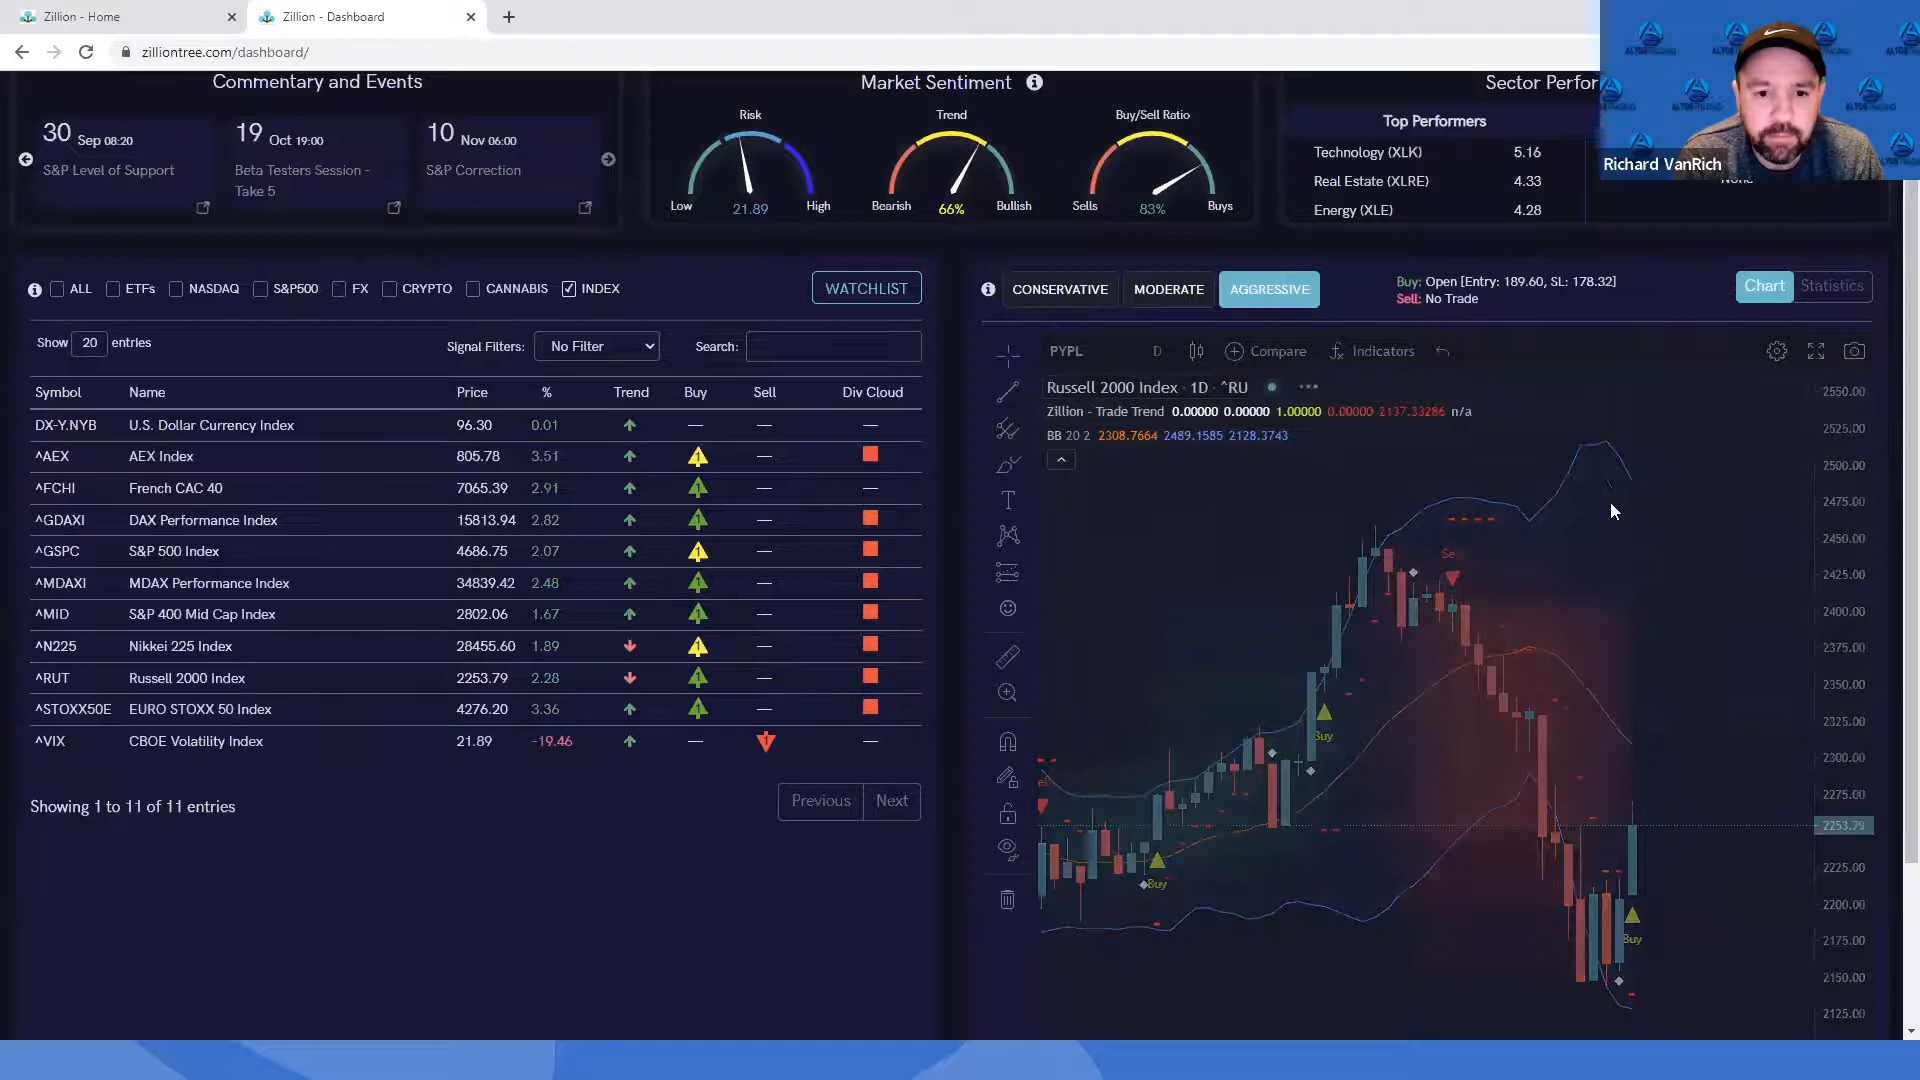 Zillion - Home
Zillion - Dashboard
zilliontree.com/dashboard/
Commentary and Events
30 Sep 08:20
S&P Level of Support
19 Oct 19:00
Beta Testers Session - Take 5
10 Nov 06:00
S&P Correction
Market Sentiment
Risk
Low 21.89 High
Trend
Bearish 66% Bullish
Buy/Sell Ratio
Sells 83% Buys
Top Performers
Technology (XLK) 5.16
Real Estate (XLRE) 4.33
Energy (XLE) 4.28
Richard VanRich
ALL ETFs NASDAQ S&P500 FX CRYPTO CANNABIS INDEX
WATCHLIST
Show 20 entries
Signal Filters: No Filter
Search:
Symbol Name Price % Trend Buy Sell Div Cloud
DX-Y.NYB U.S. Dollar Currency Index 96.30 0.01 — — —
^AEX AEX Index 805.78 3.51 1 —
^FCHI French CAC 40 7065.39 2.91 1 — —
^GDAXI DAX Performance Index 15813.94 2.82 1 —
^GSPC S&P 500 Index 4686.75 2.07 1 —
^MDAXI MDAX Performance Index 34839.42 2.48 1 —
^MID S&P 400 Mid Cap Index 2802.06 1.67 1 —
^N225 Nikkei 225 Index 28455.60 1.89 1 —
^RUT Russell 2000 Index 2253.79 2.28 1 —
^STOXX50E EURO STOXX 50 Index 4276.20 3.36 1 —
^VIX CBOE Volatility Index 21.89 -19.46 — 1 —
Showing 1 to 11 of 11 entries
Previous Next
CONSERVATIVE MODERATE AGGRESSIVE
Buy: Open [Entry: 189.60, SL: 178.32]
Sell: No Trade
Chart Statistics
PYPL D Compare Indicators
Russell 2000 Index · 1D · ^RU
Zillion - Trade Trend 0.00000 0.00000 1.00000 0.00000 2137.33286 n/a
BB 20 2 2308.7664 2489.1585 2128.3743
Buy
Buy
Buy
2550.00
2525.00
2500.00
2475.00
2450.00
2425.00
2400.00
2375.00
2350.00
2325.00
2300.00
2275.00
2253.79
2225.00
2200.00
2175.00
2150.00
2125.00